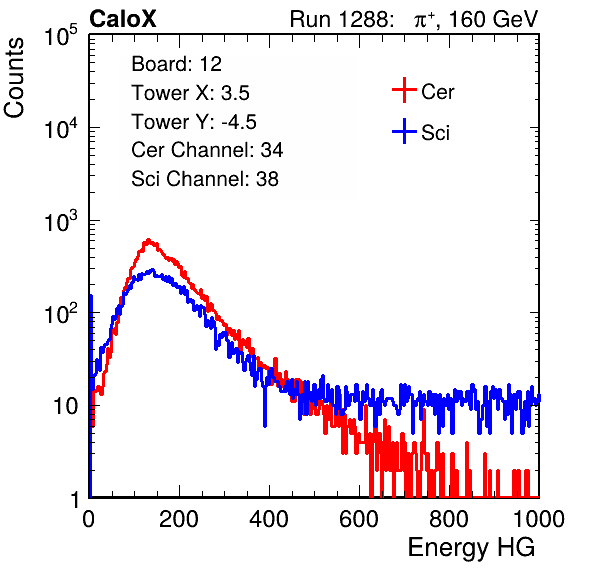 CaloX Run 1288: π⁺, 160 GeV
Counts
10⁵
10⁴
10³
10²
10
1
Board: 12
Tower X: 3.5
Tower Y: -4.5
Cer Channel: 34
Sci Channel: 38
Cer
Sci
0 200 400 600 800 1000
Energy HG